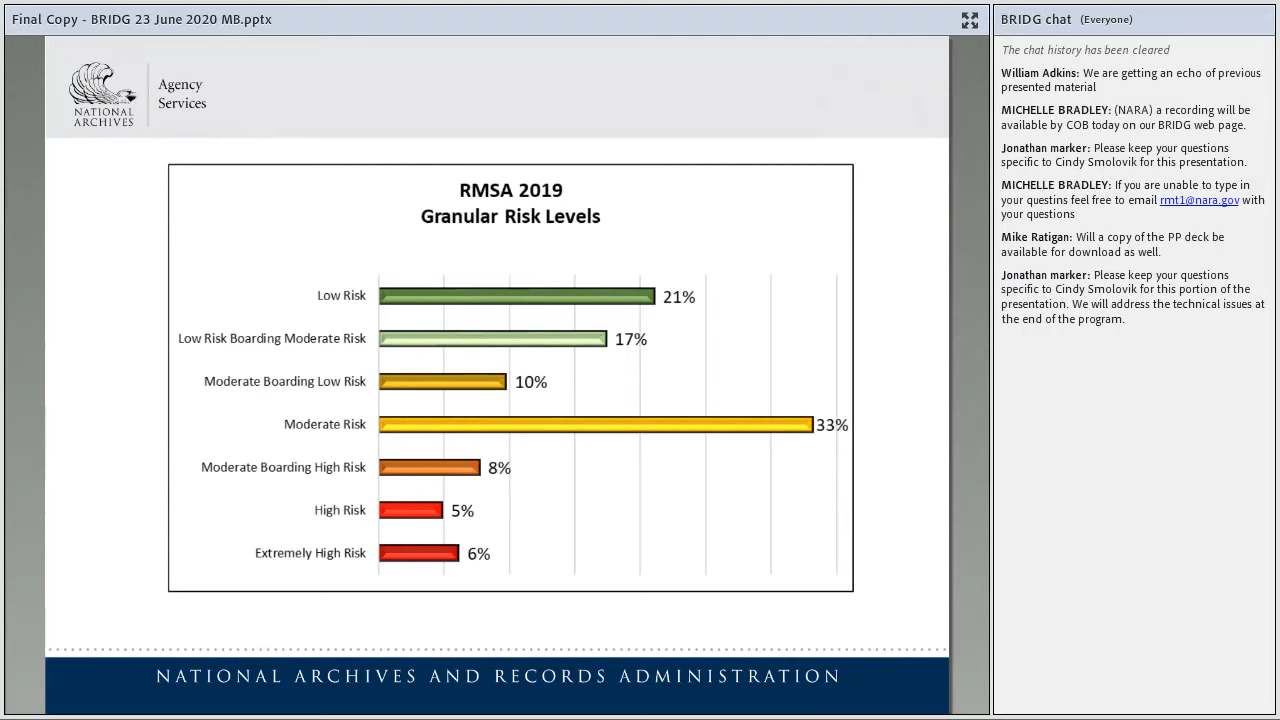 Final Copy - BRIDG 23 June 2020 MB.pptx
NATIONAL
ARCHIVES
Agency
Services
RMSA 2019
Granular Risk Levels
Low Risk 21%
Low Risk Boarding Moderate Risk 17%
Moderate Boarding Low Risk 10%
Moderate Risk 33%
Moderate Boarding High Risk 8%
High Risk 5%
Extremely High Risk 6%
NATIONAL ARCHIVES AND RECORDS ADMINISTRATION
BRIDG chat (Everyone)
The chat history has been cleared
William Adkins: We are getting an echo of previous
presented material
MICHELLE BRADLEY: (NARA) a recording will be
available by COB today on our BRIDG web page.
Jonathan marker: Please keep your questions
specific to Cindy Smolovik for this presentation.
MICHELLE BRADLEY: If you are unable to type in
your questins feel free to email rmt1@nara.gov with
your questions
Mike Ratigan: Will a copy of the PP deck be
available for download as well.
Jonathan marker: Please keep your questions
specific to Cindy Smolovik for this portion of the
presentation. We will address the technical issues at
the end of the program.